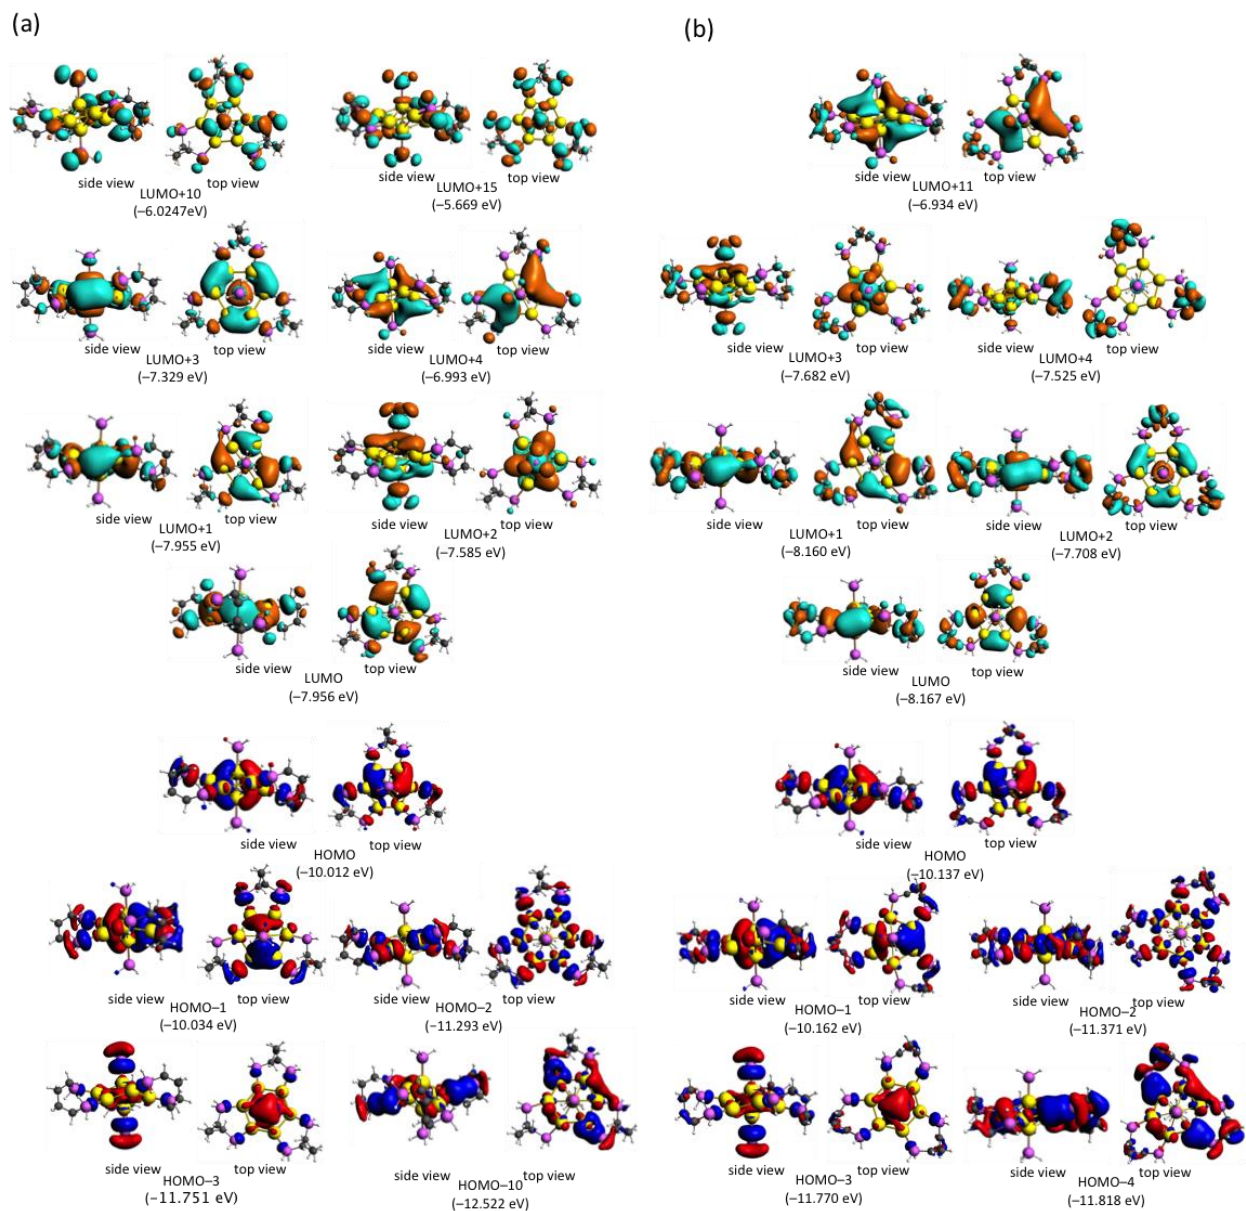 (a)
side view top view side view top view
LUMO+10 LUMO+15
(−6.0247eV) (−5.669 eV)
side view top view side view top view
LUMO+3 LUMO+4
(−7.329 eV) (−6.993 eV)
side view top view side view top view
LUMO+1 LUMO+2
(−7.955 eV) (−7.585 eV)
side view top view
LUMO
(−7.956 eV)
side view top view
HOMO
(−10.012 eV)
side view top view side view top view
HOMO−1 HOMO−2
(−10.034 eV) (−11.293 eV)
side view top view side view top view
HOMO−3 HOMO−10
(−11.751 eV) (−12.522 eV)
(b)
side view top view
LUMO+11
(−6.934 eV)
side view top view side view top view
LUMO+3 LUMO+4
(−7.682 eV) (−7.525 eV)
side view top view side view top view
LUMO+1 LUMO+2
(−8.160 eV) (−7.708 eV)
side view top view
LUMO
(−8.167 eV)
side view top view
HOMO
(−10.137 eV)
side view top view side view top view
HOMO−1 HOMO−2
(−10.162 eV) (−11.371 eV)
side view top view side view top view
HOMO−3 HOMO−4
(−11.770 eV) (−11.818 eV)